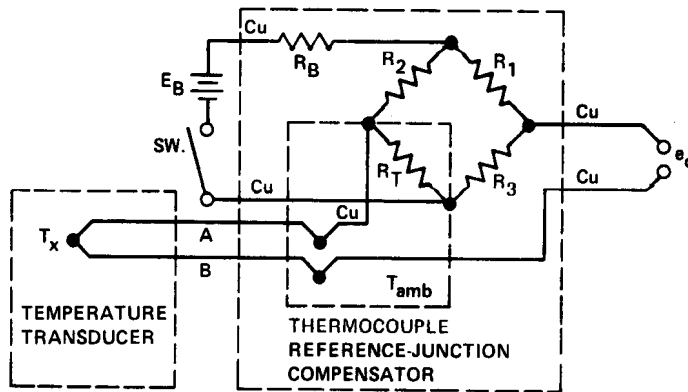 Cu
R_B
R_2
R_1
E_B
SW.
Cu
R_T
R_3
Cu
e_o
Cu
Cu
T_x
A
B
T_amb
TEMPERATURE
TRANSDUCER
THERMOCOUPLE
REFERENCE-JUNCTION
COMPENSATOR